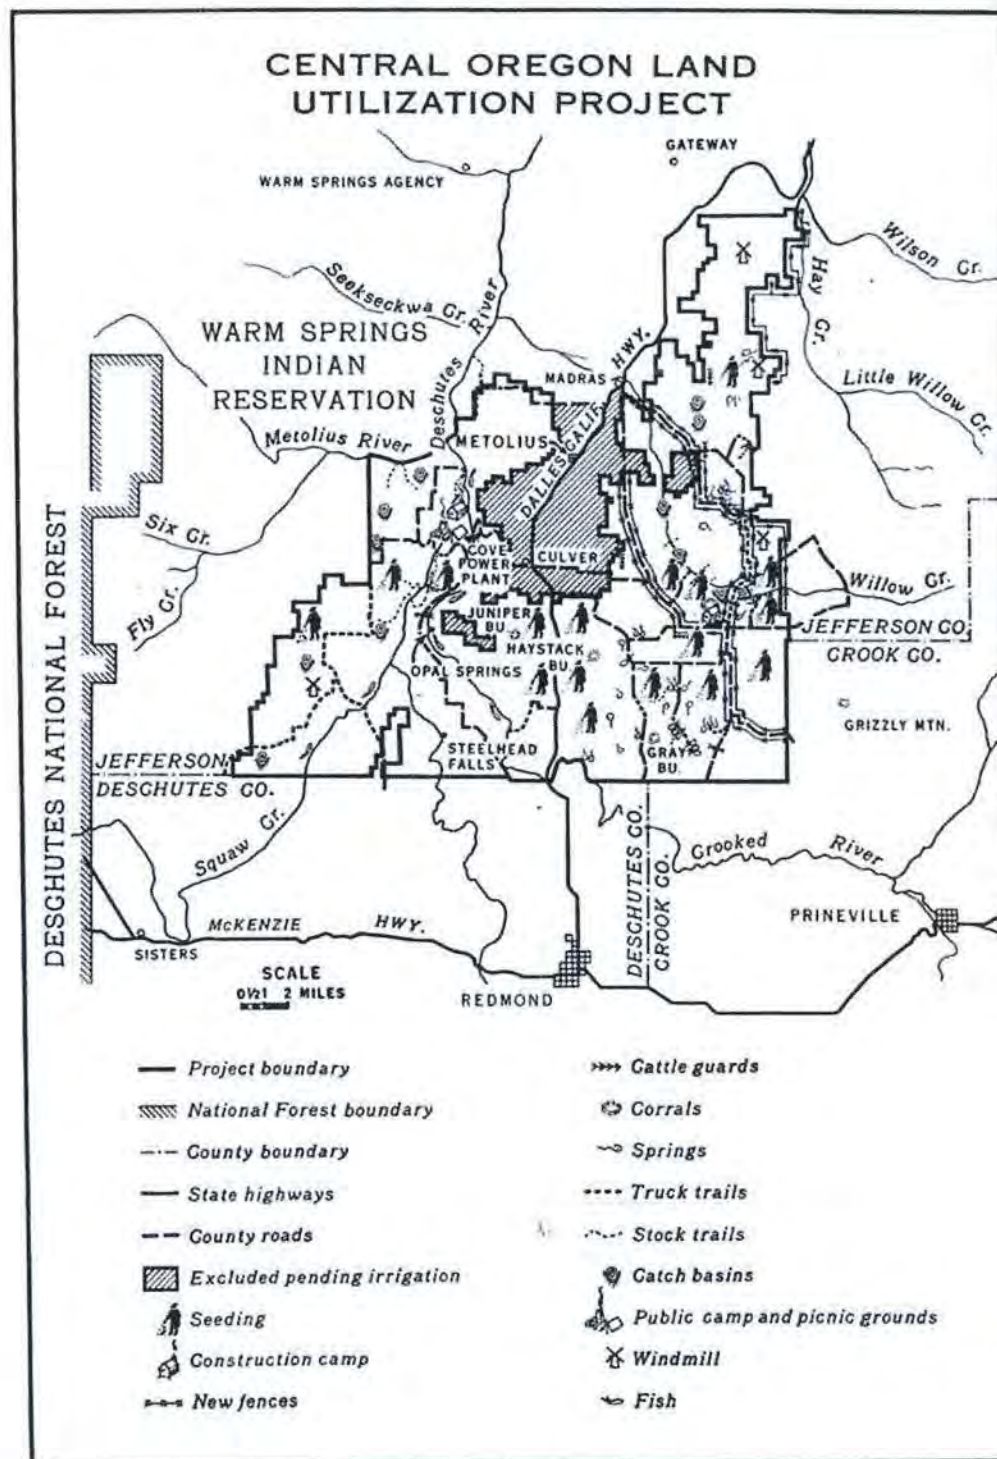 CENTRAL OREGON LAND
UTILIZATION PROJECT
GATEWAY
WARM SPRINGS AGENCY
Wilson Cr.
Seekseckwa Cr.
Deschutes River
Hay Cr.
WARM SPRINGS
INDIAN
RESERVATION
HWY.
MADRAS
Little Willow Cr.
Metolius River
METOLIUS
DALLES CALIF.
DESCHUTES NATIONAL FOREST
Six Cr.
COVE
POWER
PLANT
CULVER
Willow Cr.
Fly Cr.
JUNIPER
BU.
JEFFERSON CO.
CROOK CO.
HAYSTACK
BU.
OPAL SPRINGS
GRIZZLY MTN.
STEELHEAD
FALLS
GRAY
BU.
JEFFERSON
DESCHUTES CO.
Squaw Cr.
DESCHUTES CO.
CROOK CO.
Crooked River
PRINEVILLE
McKENZIE HWY.
SISTERS
SCALE
0 1/2 1 2 MILES
REDMOND
Project boundary
National Forest boundary
County boundary
State highways
County roads
Excluded pending irrigation
Seeding
Construction camp
New fences
Cattle guards
Corrals
Springs
Truck trails
Stock trails
Catch basins
Public camp and picnic grounds
Windmill
Fish